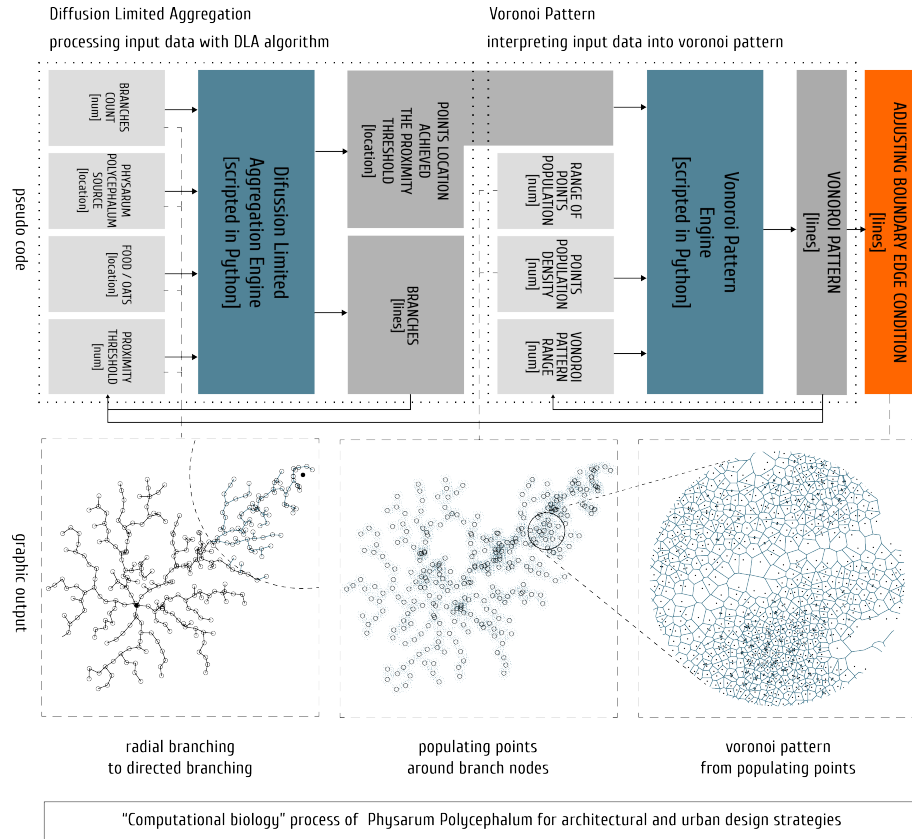 Diffusion Limited Aggregation
processing input data with DLA algorithm
Voronoi Pattern
interpreting input data into voronoi pattern
pseudo code
BRANCHES
COUNT
[num]
PHYSARUM
POLYCEPHALUM
SOURCE
[location]
FOOD / OATS
[location]
PROXIMITY
THRESHOLD
[num]
Difussion Limited
Aggregation Engine
[scripted in Python]
POINTS LOCATION
ACHIEVED
THE PROXIMITY
THRESHOLD
[location]
BRANCHES
[lines]
RANGE OF
POINTS
POPULATION
[num]
POINTS
POPULATION
DENSITY
[num]
VONOROI
PATTERN
RANGE
[num]
Vonoroi Pattern
Engine
[scripted in Python]
VONOROI PATTERN
[lines]
ADJUSTING BOUNDARY EDGE CONDITION
[lines]
graphic output
radial branching
to directed branching
populating points
around branch nodes
voronoi pattern
from populating points
"Computational biology" process of Physarum Polycephalum for architectural and urban design strategies